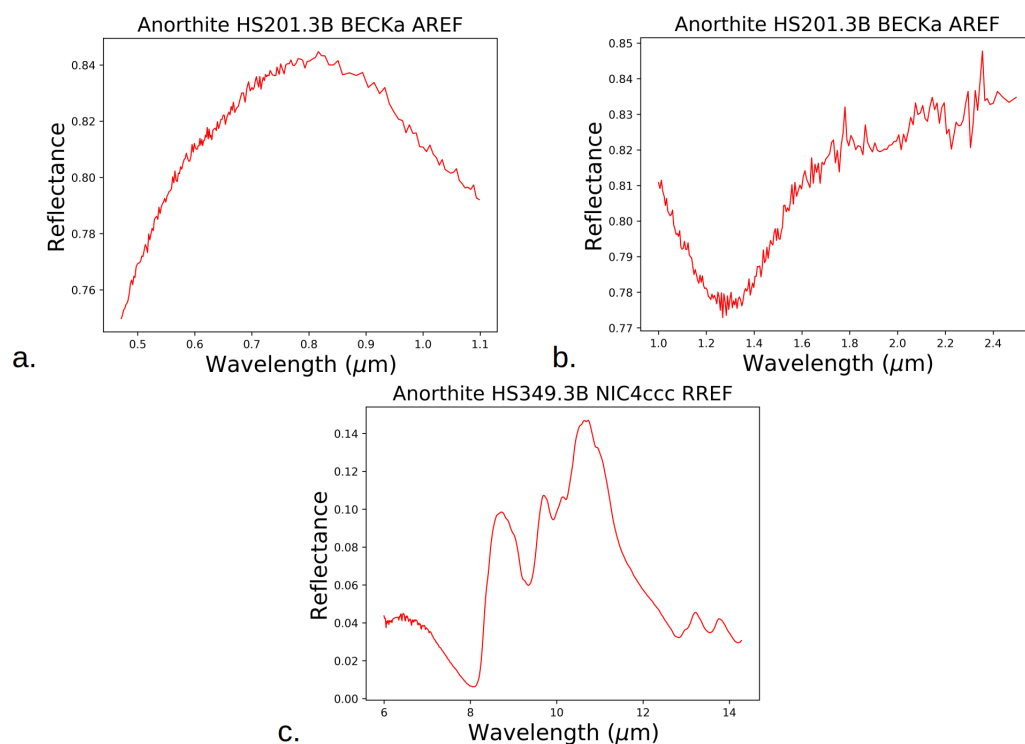 Anorthite HS201.3B BECKa AREF
0.84
0.82
0.80
0.78
0.76
Reflectance
0.5 0.6 0.7 0.8 0.9 1.0 1.1
Wavelength (μm)
a.
Anorthite HS201.3B BECKa AREF
0.85
0.84
0.83
0.82
0.81
0.80
0.79
0.78
0.77
Reflectance
1.0 1.2 1.4 1.6 1.8 2.0 2.2 2.4
Wavelength (μm)
b.
Anorthite HS349.3B NIC4ccc RREF
0.14
0.12
0.10
0.08
0.06
0.04
0.02
0.00
Reflectance
6 8 10 12 14
Wavelength (μm)
c.